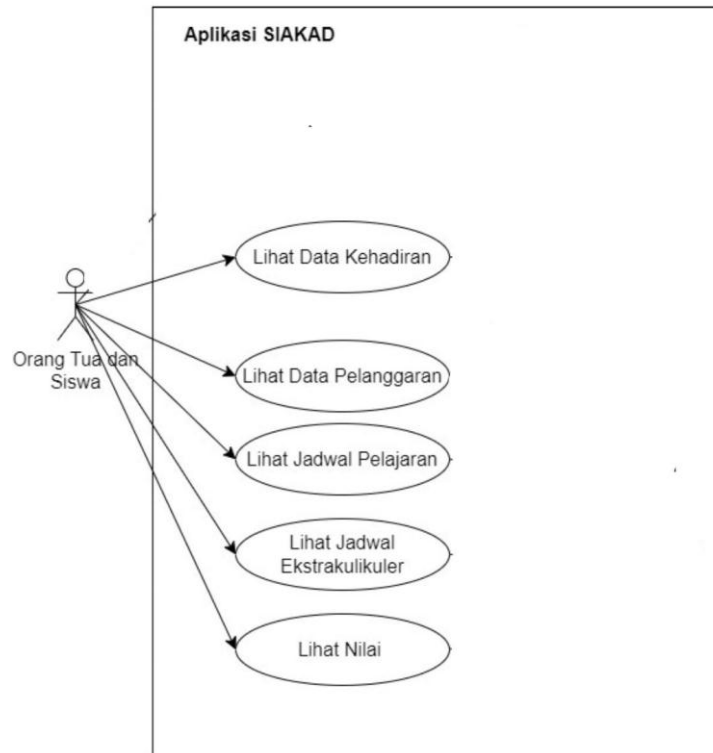 Aplikasi SIAKAD
Lihat Data Kehadiran
Orang Tua dan
Siswa
Lihat Data Pelanggaran
Lihat Jadwal Pelajaran
Lihat Jadwal
Ekstrakulikuler
Lihat Nilai